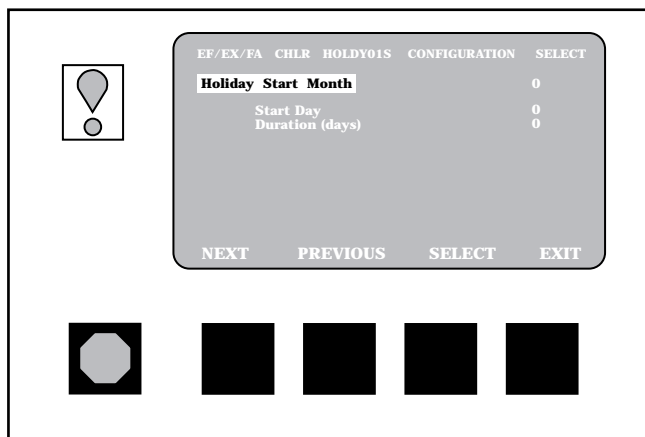 EF/EX/FA CHLR HOLDY01S CONFIGURATION SELECT
Holiday Start Month 0
Start Day 0
Duration (days) 0
NEXT PREVIOUS SELECT EXIT